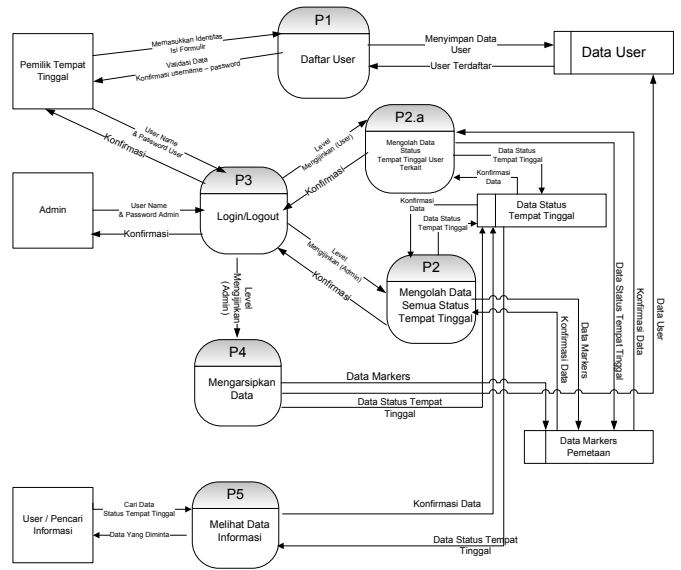 P1
Daftar User
Pemilik Tempat
Tinggal
Memasukkan Identitas
Isi Formulir
Validasi Data
Konfirmasi username – password
Menyimpan Data
User
User Terdaftar
Data User
P2.a
Mengolah Data
Status
Tempat Tinggal User
Terkait
User Name
& Password User
Konfirmasi
Level
Mengijinkan (User)
Konfirmasi
Data Status
Tempat Tinggal
Konfirmasi
Data
P3
Login/Logout
Admin
User Name
& Password Admin
Konfirmasi
Data Status
Tempat Tinggal
Konfirmasi
Data
Data Status
Tempat Tinggal
Level
Mengijinkan (Admin)
Konfirmasi
P2
Mengolah Data
Semua Status
Tempat Tinggal
Level
Mengijinkan
(Admin)
Data Markers
Konfirmasi Data
Data Status Tempat Tinggal
Konfirmasi Data
Data User
P4
Mengarsipkan
Data
Data Markers
Data Status Tempat
Tinggal
Data Markers
Pemetaan
User / Pencari
Informasi
Cari Data
Status Tempat Tinggal
Data Yang Diminta
P5
Melihat Data
Informasi
Konfirmasi Data
Data Status Tempat
Tinggal